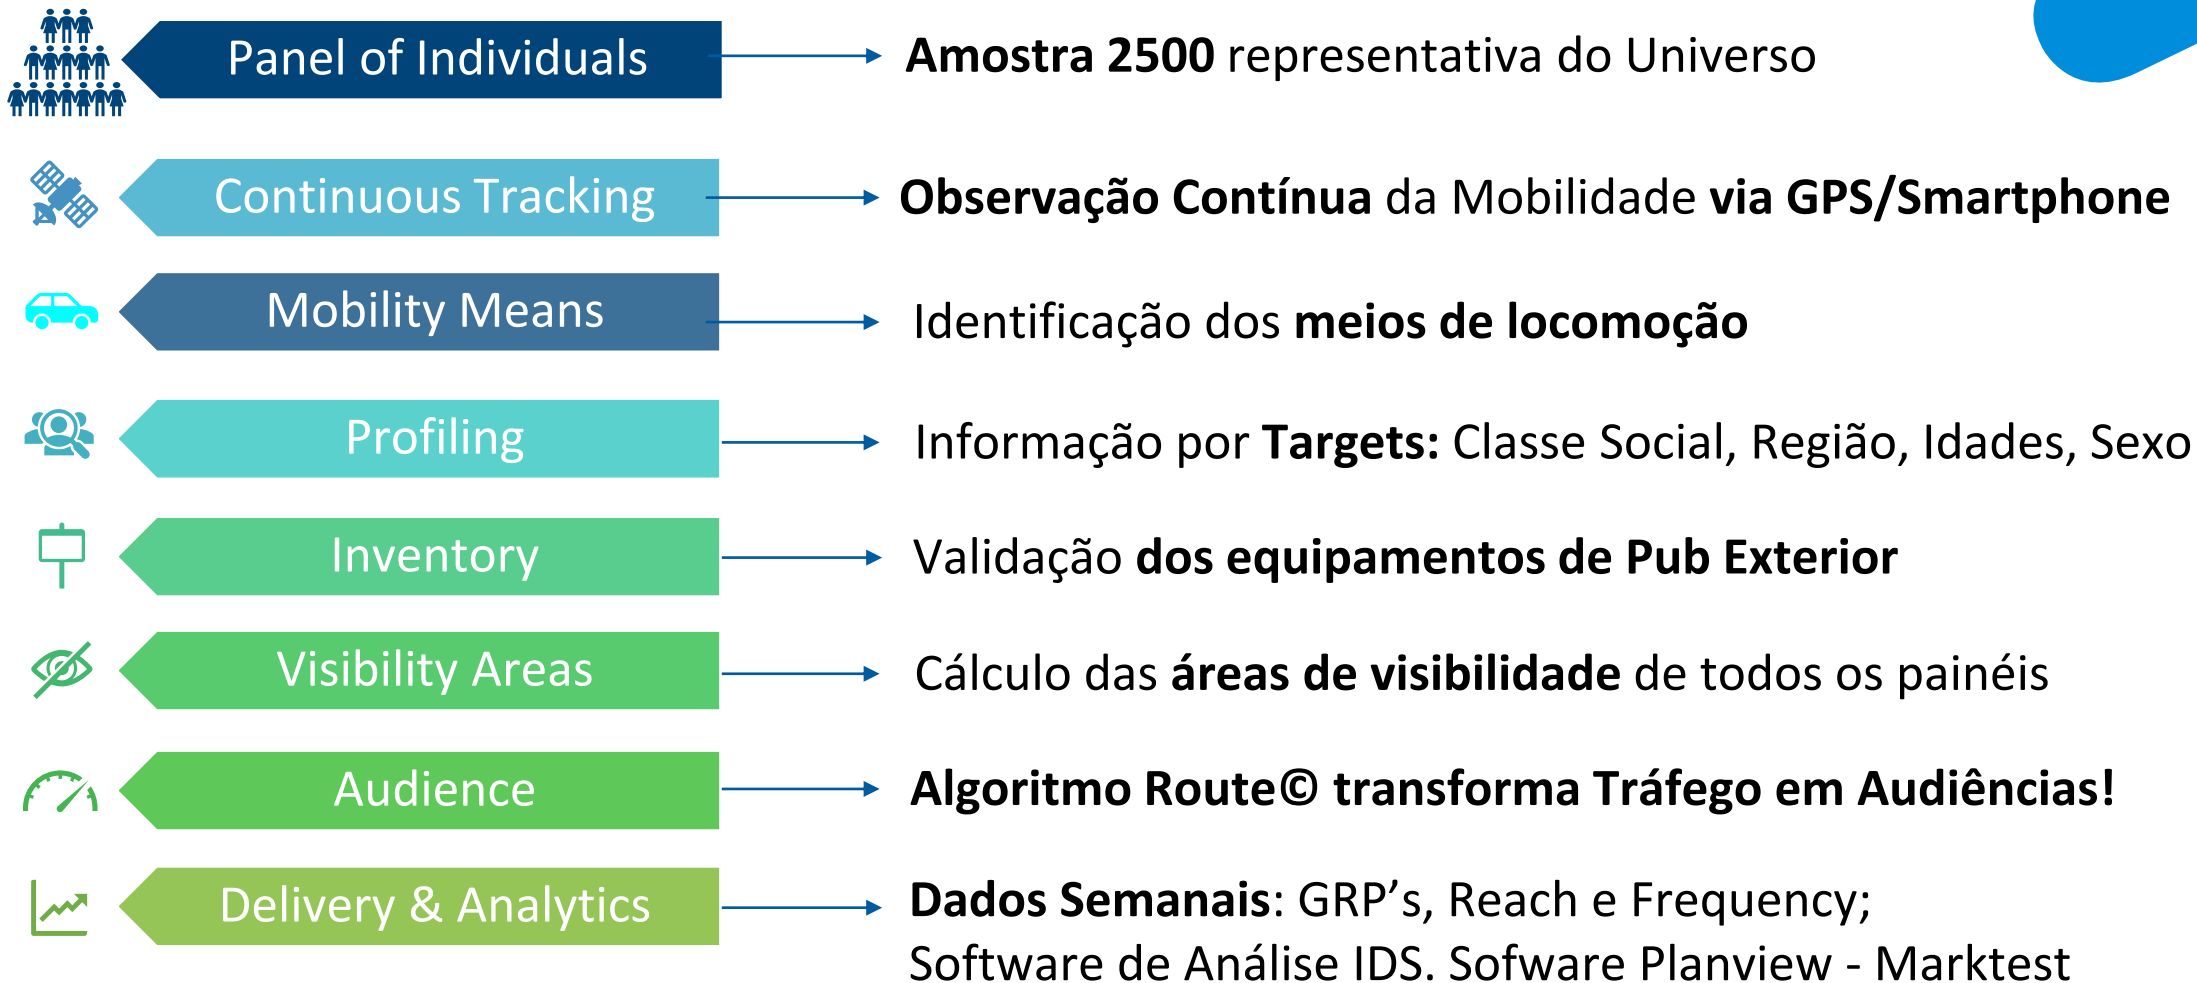 Panel of Individuals
Amostra 2500 representativa do Universo
Continuous Tracking
Observação Contínua da Mobilidade via GPS/Smartphone
Mobility Means
Identificação dos meios de locomoção
Profiling
Informação por Targets: Classe Social, Região, Idades, Sexo
Inventory
Validação dos equipamentos de Pub Exterior
Visibility Areas
Cálculo das áreas de visibilidade de todos os painéis
Audience
Algoritmo Route© transforma Tráfego em Audiências!
Delivery & Analytics
Dados Semanais: GRP’s, Reach e Frequency;
Software de Análise IDS. Sofware Planview - Marktest